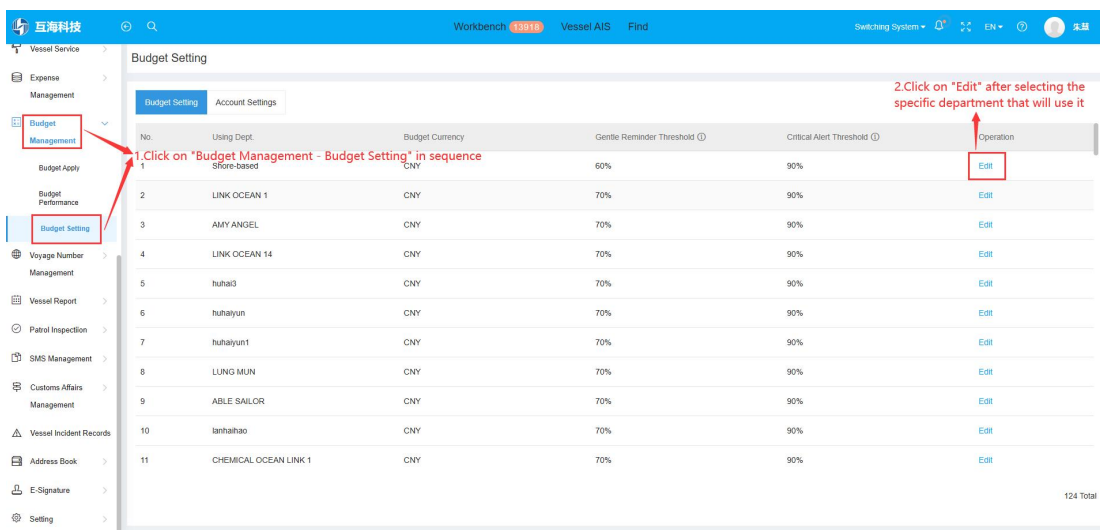 互海科技
Workbench 13918 Vessel AIS Find
Switching System EN 朱慧
Vessel Service
Expense
Management
Budget
Management
Budget Apply
Budget
Performance
Budget Setting
Voyage Number
Management
Vessel Report
Patrol Inspectiion
SMS Management
Customs Affairs
Management
Vessel Incident Records
Address Book
E-Signature
Setting
Budget Setting
2.Click on "Edit" after selecting the
specific department that will use it
Budget Setting Account Settings
No. Using Dept. Budget Currency Gentle Reminder Threshold Critical Alert Threshold Operation
1.Click on "Budget Management - Budget Setting" in sequence
1 Shore-based CNY 60% 90% Edit
2 LINK OCEAN 1 CNY 70% 90% Edit
3 AMY ANGEL CNY 70% 90% Edit
4 LINK OCEAN 14 CNY 70% 90% Edit
5 huhai3 CNY 70% 90% Edit
6 huhaiyun CNY 70% 90% Edit
7 huhaiyun1 CNY 70% 90% Edit
8 LUNG MUN CNY 70% 90% Edit
9 ABLE SAILOR CNY 70% 90% Edit
10 lanhaihao CNY 70% 90% Edit
11 CHEMICAL OCEAN LINK 1 CNY 70% 90% Edit
124 Total